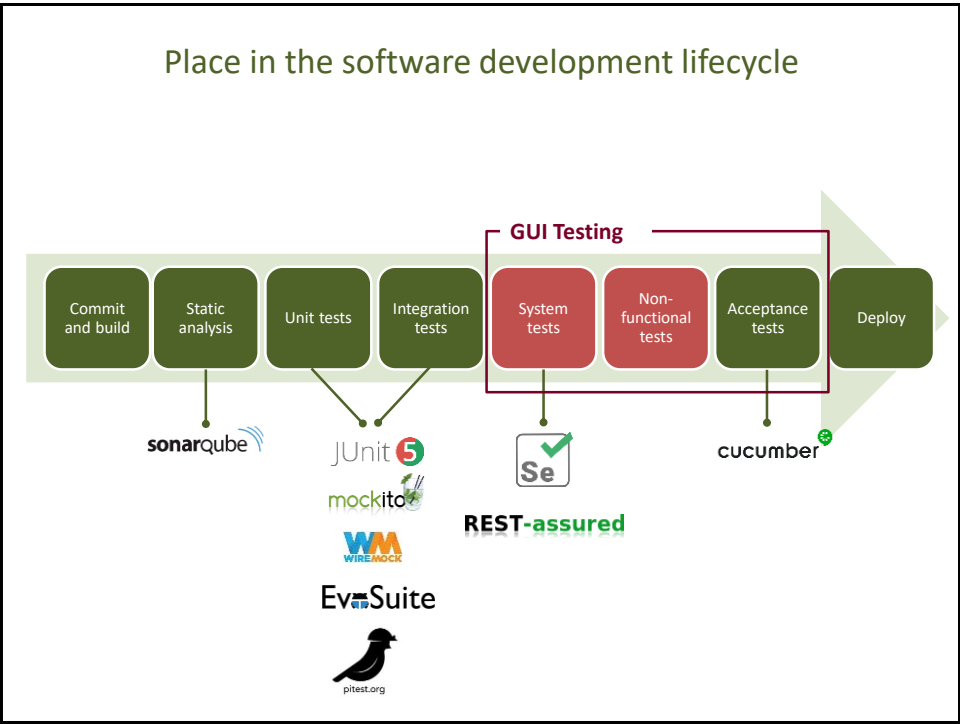 Place in the software development lifecycle
GUI Testing
Commit
and build
Static
analysis
Unit tests
Integration
tests
System
tests
Non-
functional
tests
Acceptance
tests
Deploy
sonarqube
JUnit 5
mockito
WM
WIREMOCK
EvoSuite
pitest.org
Se
REST-assured
cucumber